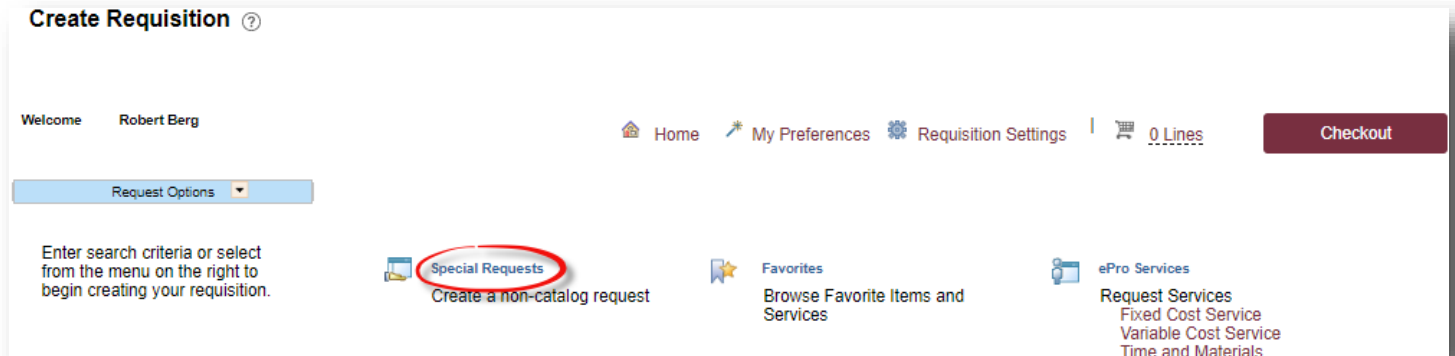 Create Requisition ?
Welcome Robert Berg
Home My Preferences Requisition Settings | 0 Lines Checkout
Request Options
Enter search criteria or select
from the menu on the right to
begin creating your requisition.
Special Requests
Create a non-catalog request
Favorites
Browse Favorite Items and
Services
ePro Services
Request Services
Fixed Cost Service
Variable Cost Service
Time and Materials